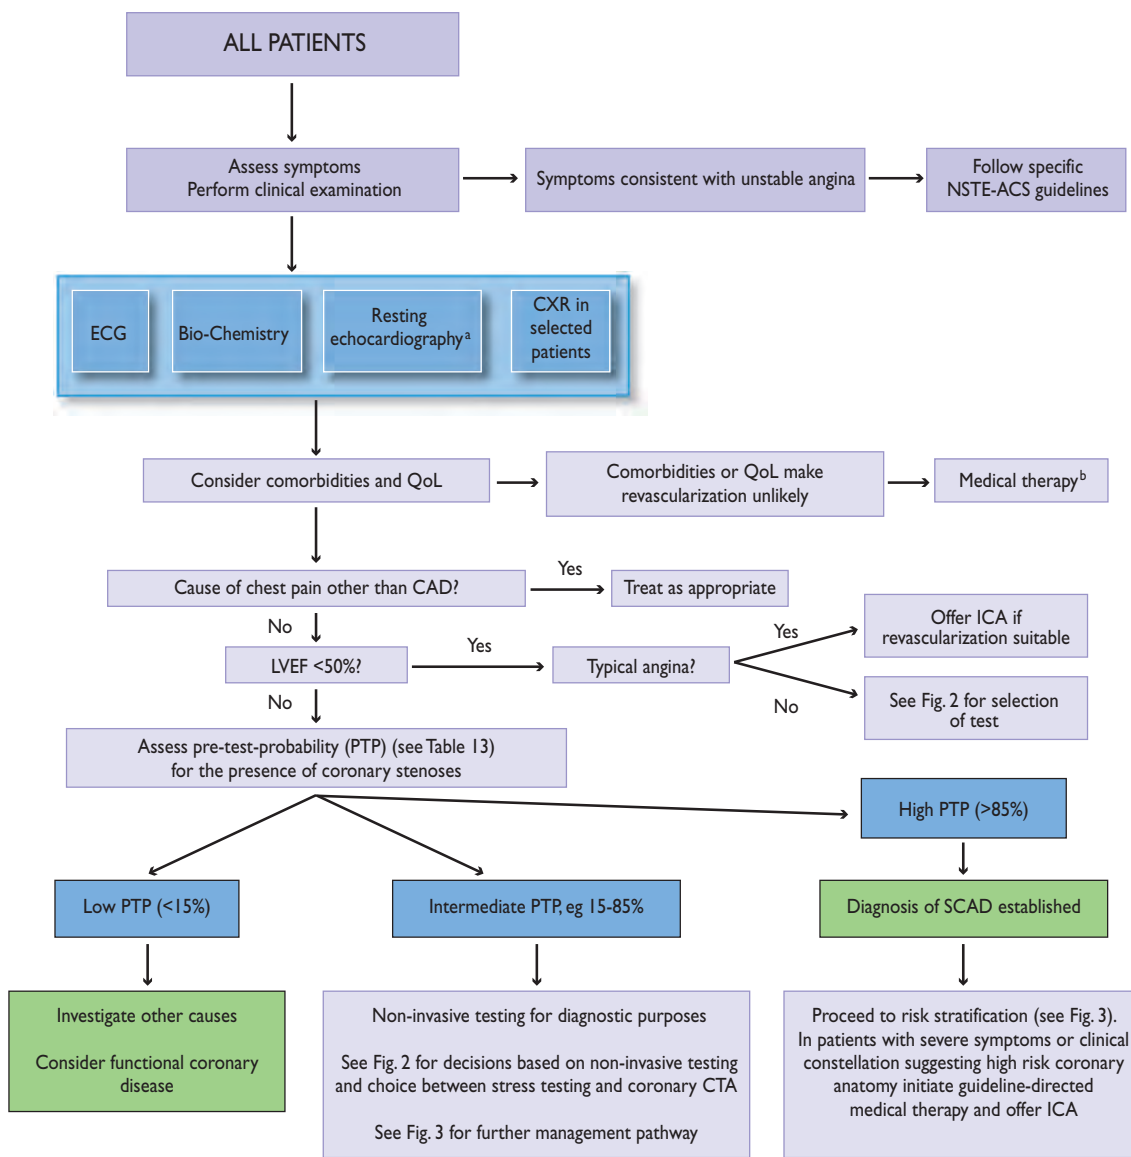 ALL PATIENTS
Assess symptoms
Perform clinical examination
Symptoms consistent with unstable angina
Follow specific
NSTE-ACS guidelines
ECG
Bio-Chemistry
Resting
echocardiographyᵃ
CXR in
selected
patients
Consider comorbidities and QoL
Comorbidities or QoL make
revascularization unlikely
Medical therapyᵇ
Cause of chest pain other than CAD?
Yes
Treat as appropriate
No
LVEF <50%?
Yes
Typical angina?
Yes
Offer ICA if
revascularization suitable
No
See Fig. 2 for selection
of test
No
Assess pre-test-probability (PTP) (see Table 13)
for the presence of coronary stenoses
High PTP (>85%)
Low PTP (<15%)
Intermediate PTP, eg 15-85%
Diagnosis of SCAD established
Investigate other causes
Consider functional coronary
disease
Non-invasive testing for diagnostic purposes
See Fig. 2 for decisions based on non-invasive testing
and choice between stress testing and coronary CTA
See Fig. 3 for further management pathway
Proceed to risk stratification (see Fig. 3).
In patients with severe symptoms or clinical
constellation suggesting high risk coronary
anatomy initiate guideline-directed
medical therapy and offer ICA